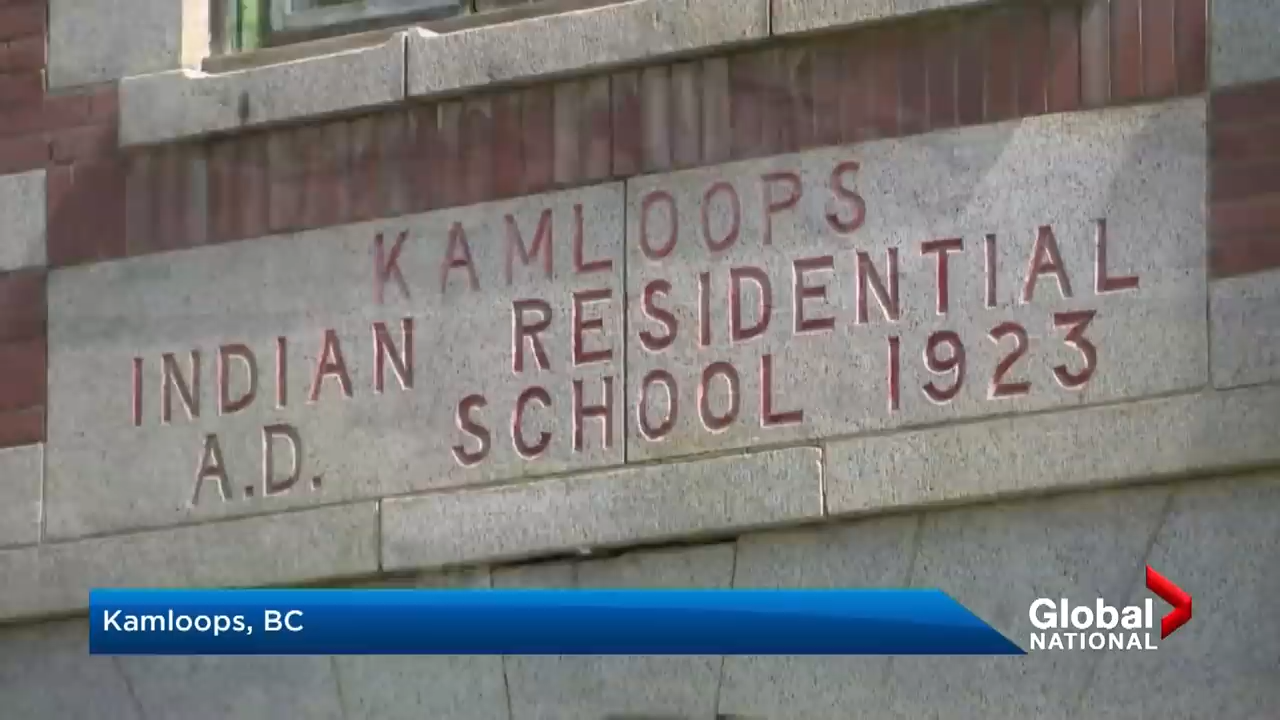 KAMLOOPS
INDIAN RESIDENTIAL
A.D. SCHOOL 1923
Kamloops, BC
Global
NATIONAL